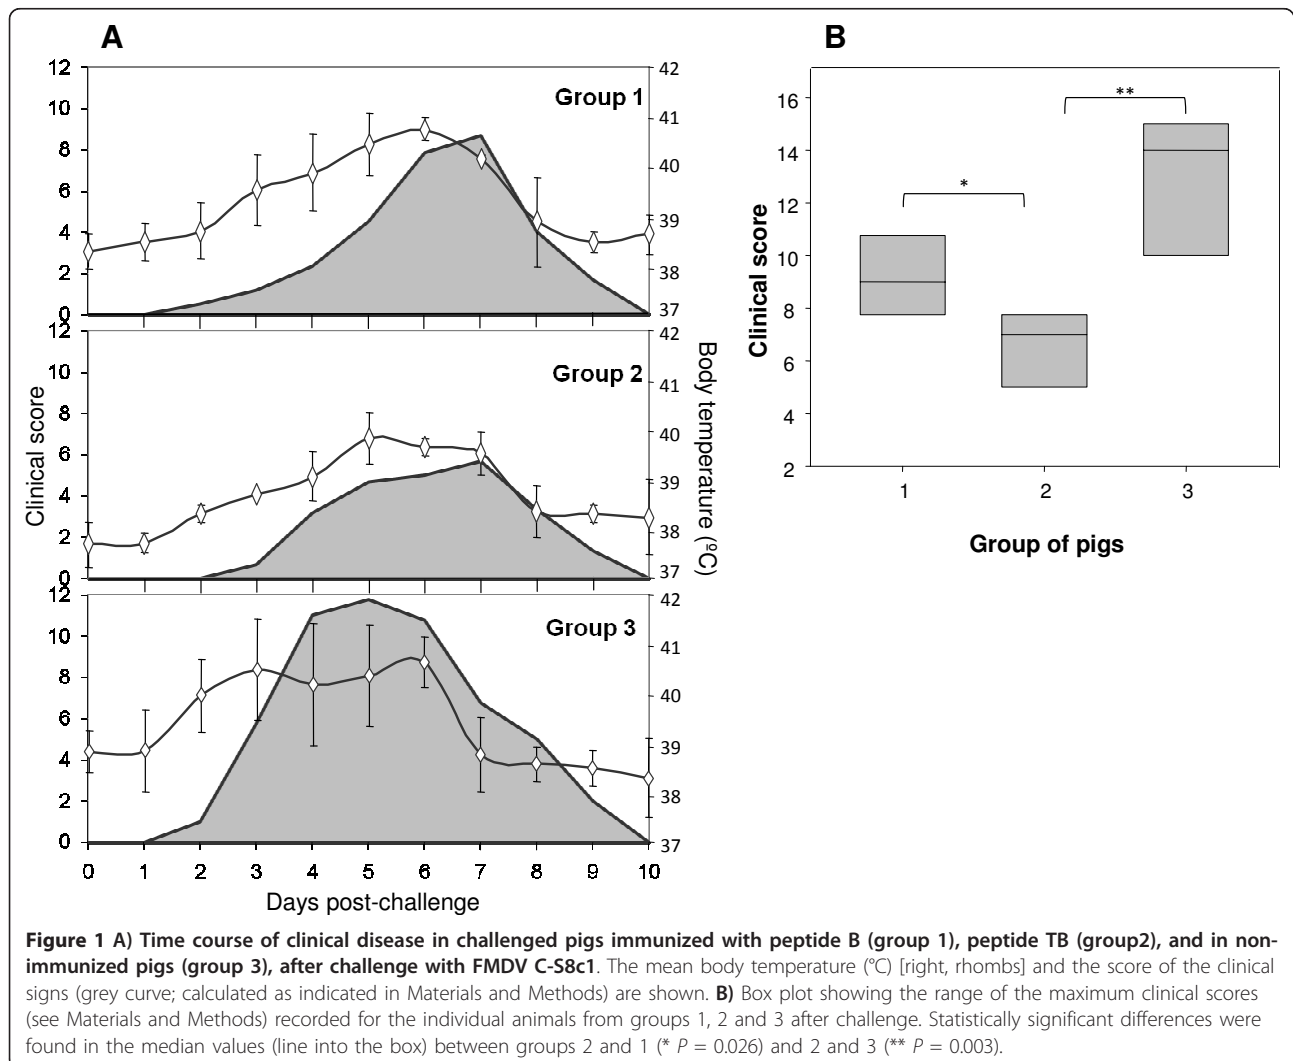 A
B
12
10
8
6
4
2
0
42
41
40
39
38
37
Group 1
12
10
8
6
4
2
0
42
41
40
39
38
37
Group 2
Clinical score
Body temperature (ºC)
12
10
8
6
4
2
0
42
41
40
39
38
37
Group 3
0 1 2 3 4 5 6 7 8 9 10
Days post-challenge
16
14
12
10
8
6
4
2
Clinical score
*
**
1 2 3
Group of pigs
Figure 1 A) Time course of clinical disease in challenged pigs immunized with peptide B (group 1), peptide TB (group2), and in non-
immunized pigs (group 3), after challenge with FMDV C-S8c1. The mean body temperature (°C) [right, rhombs] and the score of the clinical
signs (grey curve; calculated as indicated in Materials and Methods) are shown. B) Box plot showing the range of the maximum clinical scores
(see Materials and Methods) recorded for the individual animals from groups 1, 2 and 3 after challenge. Statistically significant differences were
found in the median values (line into the box) between groups 2 and 1 (* P = 0.026) and 2 and 3 (** P = 0.003).